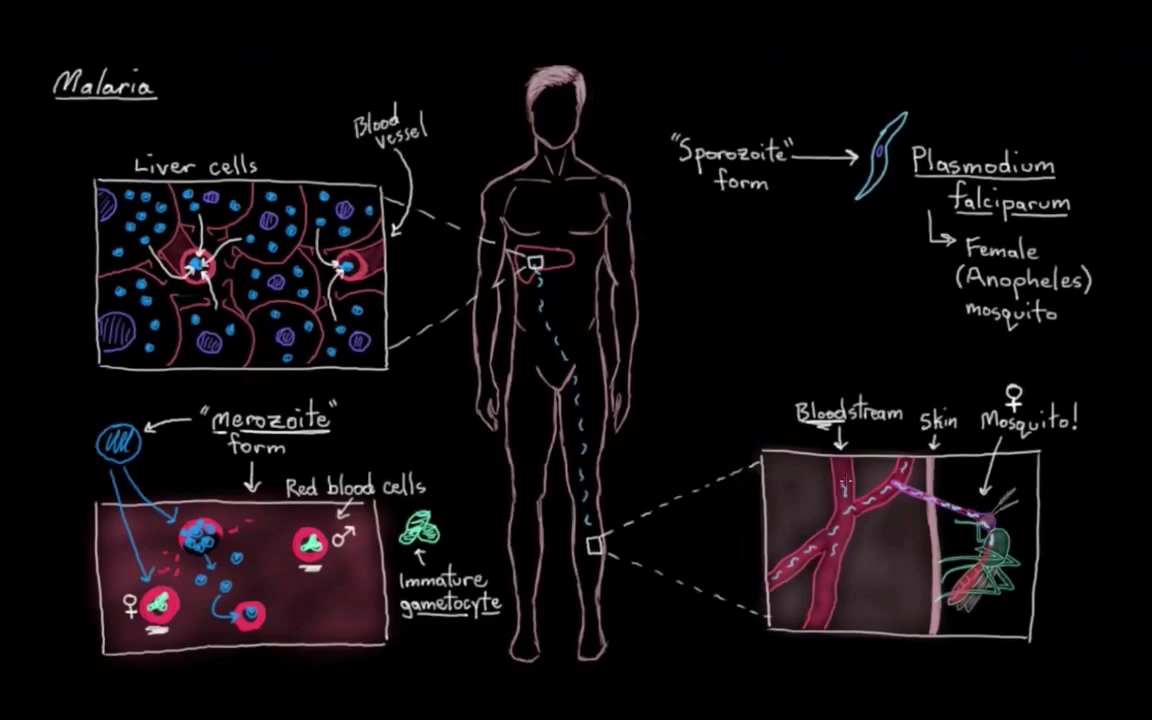 Malaria
Blood
vessel
Liver cells
"Sporozoite"
form
Plasmodium
falciparum
Female
(Anopheles)
mosquito
"Merozoite"
form
Red blood cells
♂
♀
Immature
gametocyte
Bloodstream
Skin
♀
Mosquito!